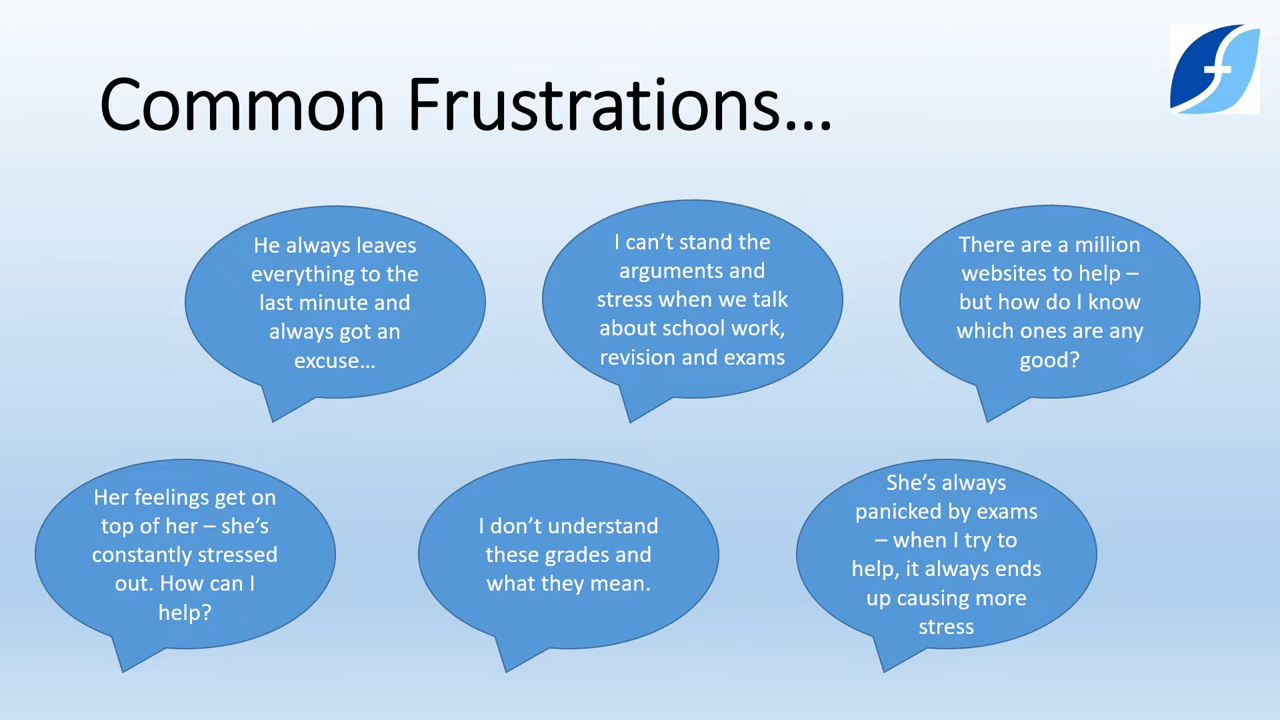 Common Frustrations...
He always leaves
everything to the
last minute and
always got an
excuse...
I can’t stand the
arguments and
stress when we talk
about school work,
revision and exams
There are a million
websites to help –
but how do I know
which ones are any
good?
Her feelings get on
top of her – she’s
constantly stressed
out. How can I
help?
I don’t understand
these grades and
what they mean.
She’s always
panicked by exams
– when I try to
help, it always ends
up causing more
stress